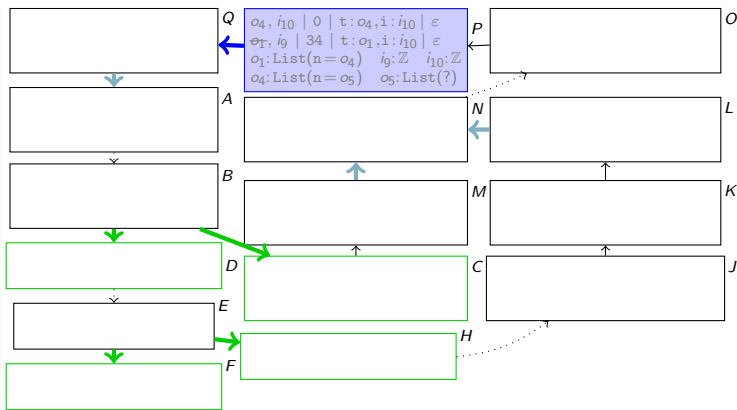 Q
o₄, i₁₀ | 0 | t: o₄, i: i₁₀ | ε
o₁, i₉ | 34 | t: o₁, i: i₁₀ | ε
o₁: List(n = o₄) i₉: ℤ i₁₀: ℤ
o₄: List(n = o₅) o₅: List(?)
P
O
A
N
L
B
M
K
D
C
J
E
H
F